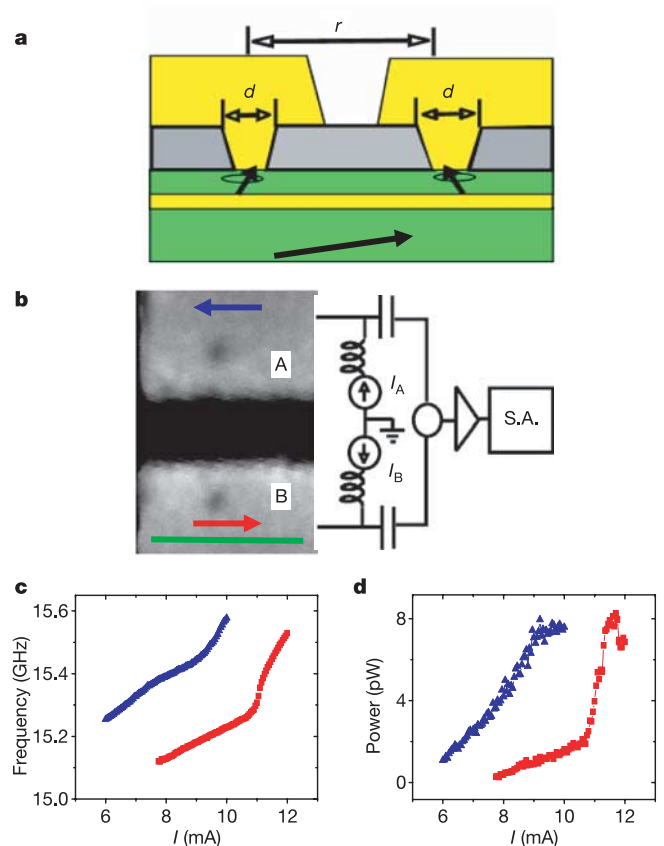 a
r
d
d
b
A
B
I_A
I_B
S.A.
c
Frequency (GHz)
15.6
15.4
15.2
15.0
6
8
10
12
I (mA)
d
Power (pW)
8
4
0
6
8
10
12
I (mA)